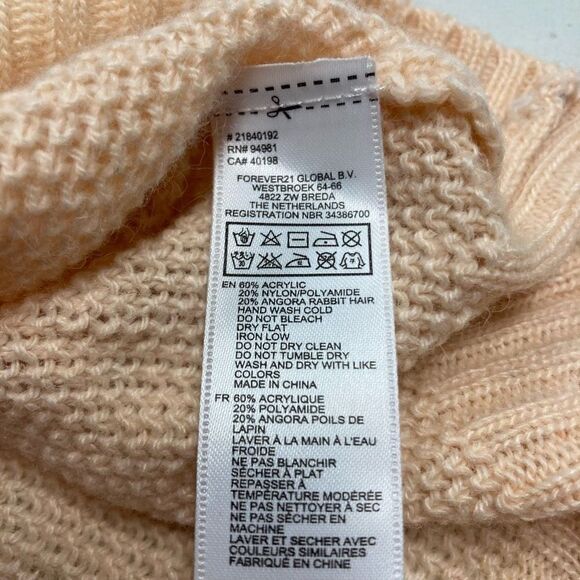 # 21840192
RN# 94981
CA# 40198
FOREVER21 GLOBAL B.V.
WESTBROEK 64-66
4822 ZW BREDA
THE NETHERLANDS
REGISTRATION NBR 34386700
EN 60% ACRYLIC
20% NYLON/POLYAMIDE
20% ANGORA RABBIT HAIR
HAND WASH COLD
DO NOT BLEACH
DRY FLAT
IRON LOW
DO NOT DRY CLEAN
DO NOT TUMBLE DRY
WASH AND DRY WITH LIKE
COLORS
MADE IN CHINA
FR 60% ACRYLIQUE
20% POLYAMIDE
20% ANGORA POILS DE
LAPIN
LAVER À LA MAIN À L'EAU
FROIDE
NE PAS BLANCHIR
SÉCHER À PLAT
REPASSER À
TEMPÉRATURE MODÉRÉE
NE PAS NETTOYER À SEC
NE PAS SÉCHER EN
MACHINE
LAVER ET SECHER AVEC
COULEURS SIMILAIRES
FABRIQUÉ EN CHINE